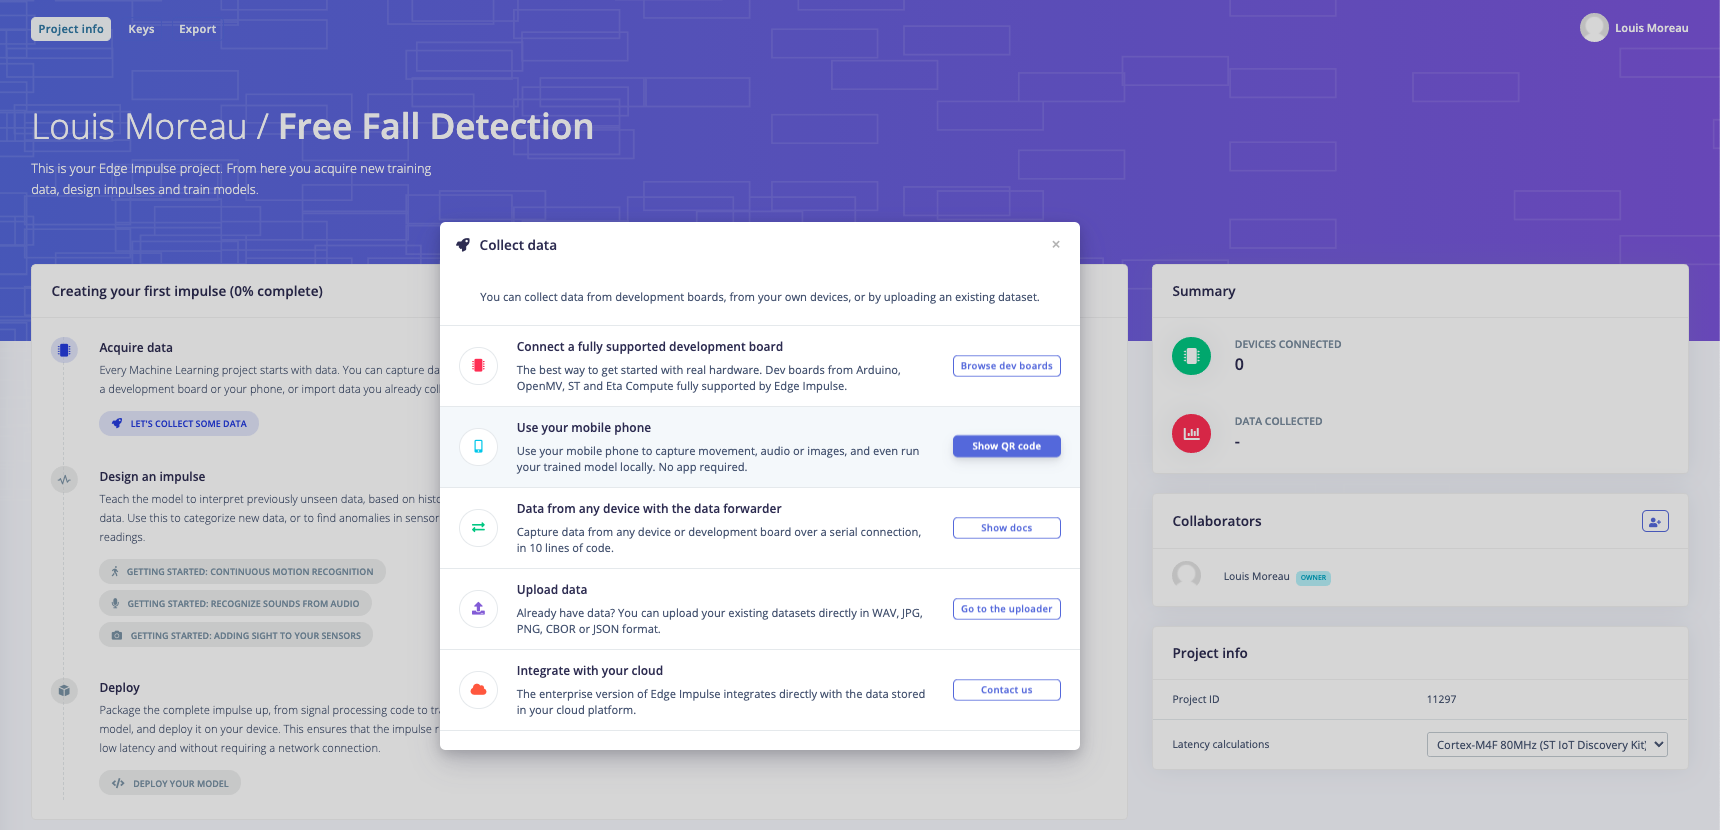 Project info
Keys
Export
Louis Moreau
Louis Moreau / Free Fall Detection
This is your Edge Impulse project. From here you acquire new training
data, design impulses and train models.
Collect data
×
You can collect data from development boards, from your own devices, or by uploading an existing dataset.
Connect a fully supported development board
The best way to get started with real hardware. Dev boards from Arduino,
OpenMV, ST and Eta Compute fully supported by Edge Impulse.
Browse dev boards
Use your mobile phone
Use your mobile phone to capture movement, audio or images, and even run
your trained model locally. No app required.
Show QR code
Data from any device with the data forwarder
Capture data from any device or development board over a serial connection,
in 10 lines of code.
Show docs
Upload data
Already have data? You can upload your existing datasets directly in WAV, JPG,
PNG, CBOR or JSON format.
Go to the uploader
Integrate with your cloud
The enterprise version of Edge Impulse integrates directly with the data stored
in your cloud platform.
Contact us
Creating your first impulse (0% complete)
Acquire data
Every Machine Learning project starts with data. You can capture da
a development board or your phone, or import data you already col
LET'S COLLECT SOME DATA
Design an impulse
Teach the model to interpret previously unseen data, based on histo
data. Use this to categorize new data, or to find anomalies in sensor
readings.
GETTING STARTED: CONTINUOUS MOTION RECOGNITION
GETTING STARTED: RECOGNIZE SOUNDS FROM AUDIO
GETTING STARTED: ADDING SIGHT TO YOUR SENSORS
Deploy
Package the complete impulse up, from signal processing code to tra
model, and deploy it on your device. This ensures that the impulse r
low latency and without requiring a network connection.
DEPLOY YOUR MODEL
Summary
DEVICES CONNECTED
0
DATA COLLECTED
-
Collaborators
Louis Moreau OWNER
Project info
Project ID 11297
Latency calculations Cortex-M4F 80MHz (ST IoT Discovery Kit)